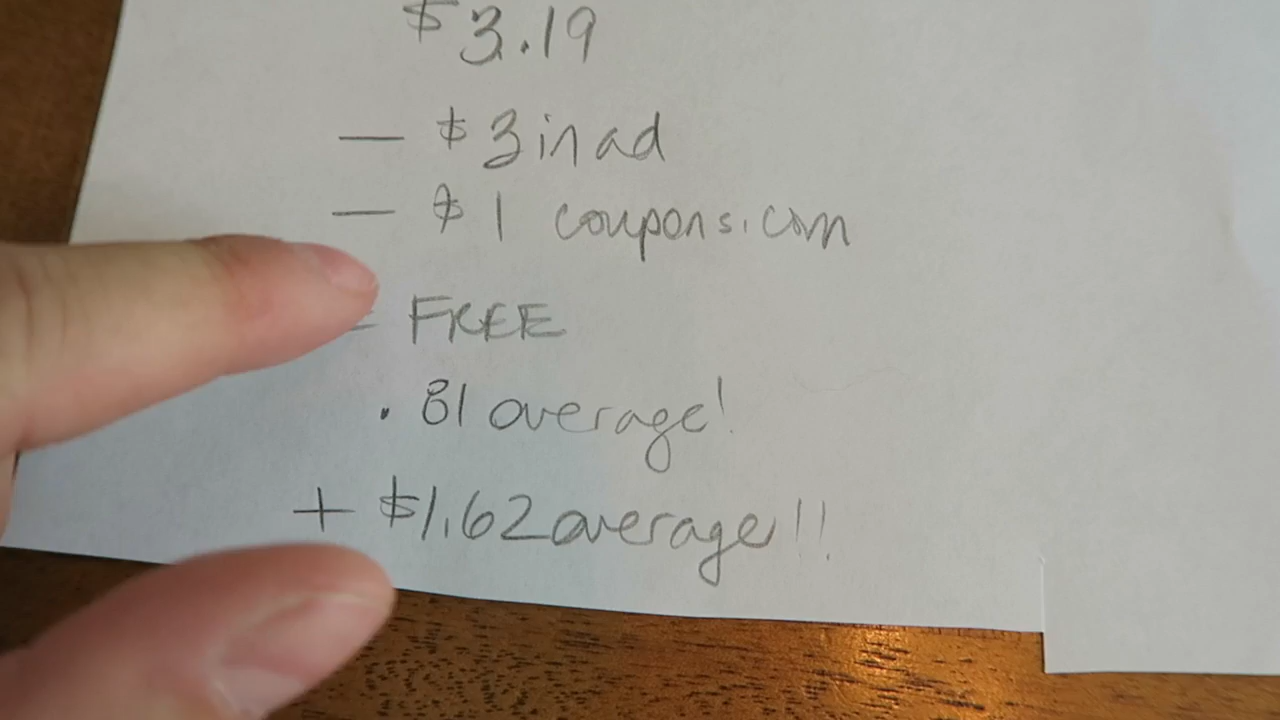 $3.19
— $3 in ad
— $1 coupons.com
= FREE
.81 overage!
+ $1.62 overage!!